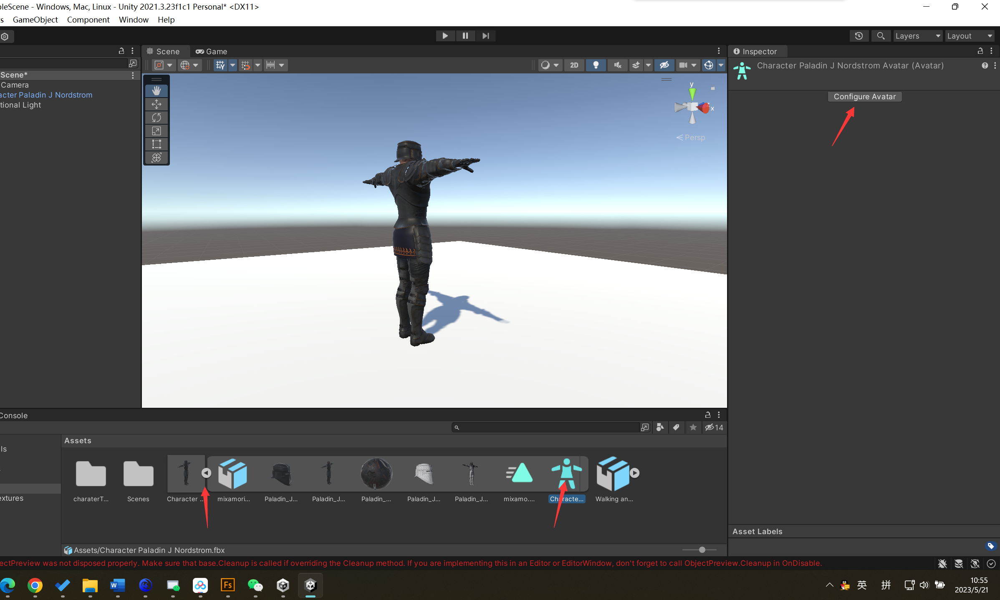 bleScene - Windows, Mac, Linux - Unity 2021.3.23f1c1 Personal* <DX11>
ts GameObject Component Window Help
Layers Layout
Scene Game
Inspector
2D
Scene*
Camera
acter Paladin J Nordstrom
tional Light
Character Paladin J Nordstrom Avatar (Avatar)
Configure Avatar
y
x
Persp
Console
14
Assets
ls
extures
charaterT...
Scenes
Character ...
mixamori...
Paladin_J...
Paladin_J...
Paladin_...
Paladin_J...
Paladin_J...
mixamo....
Characte...
Walking an...
Asset Labels
Assets/Character Paladin J Nordstrom.fbx
ectPreview was not disposed properly. Make sure that base.Cleanup is called if overriding the Cleanup method. If you are implementing this in an Editor or EditorWindow, don't forget to call ObjectPreview.Cleanup in OnDisable.
W
Fs
英 拼
10:55
2023/5/21